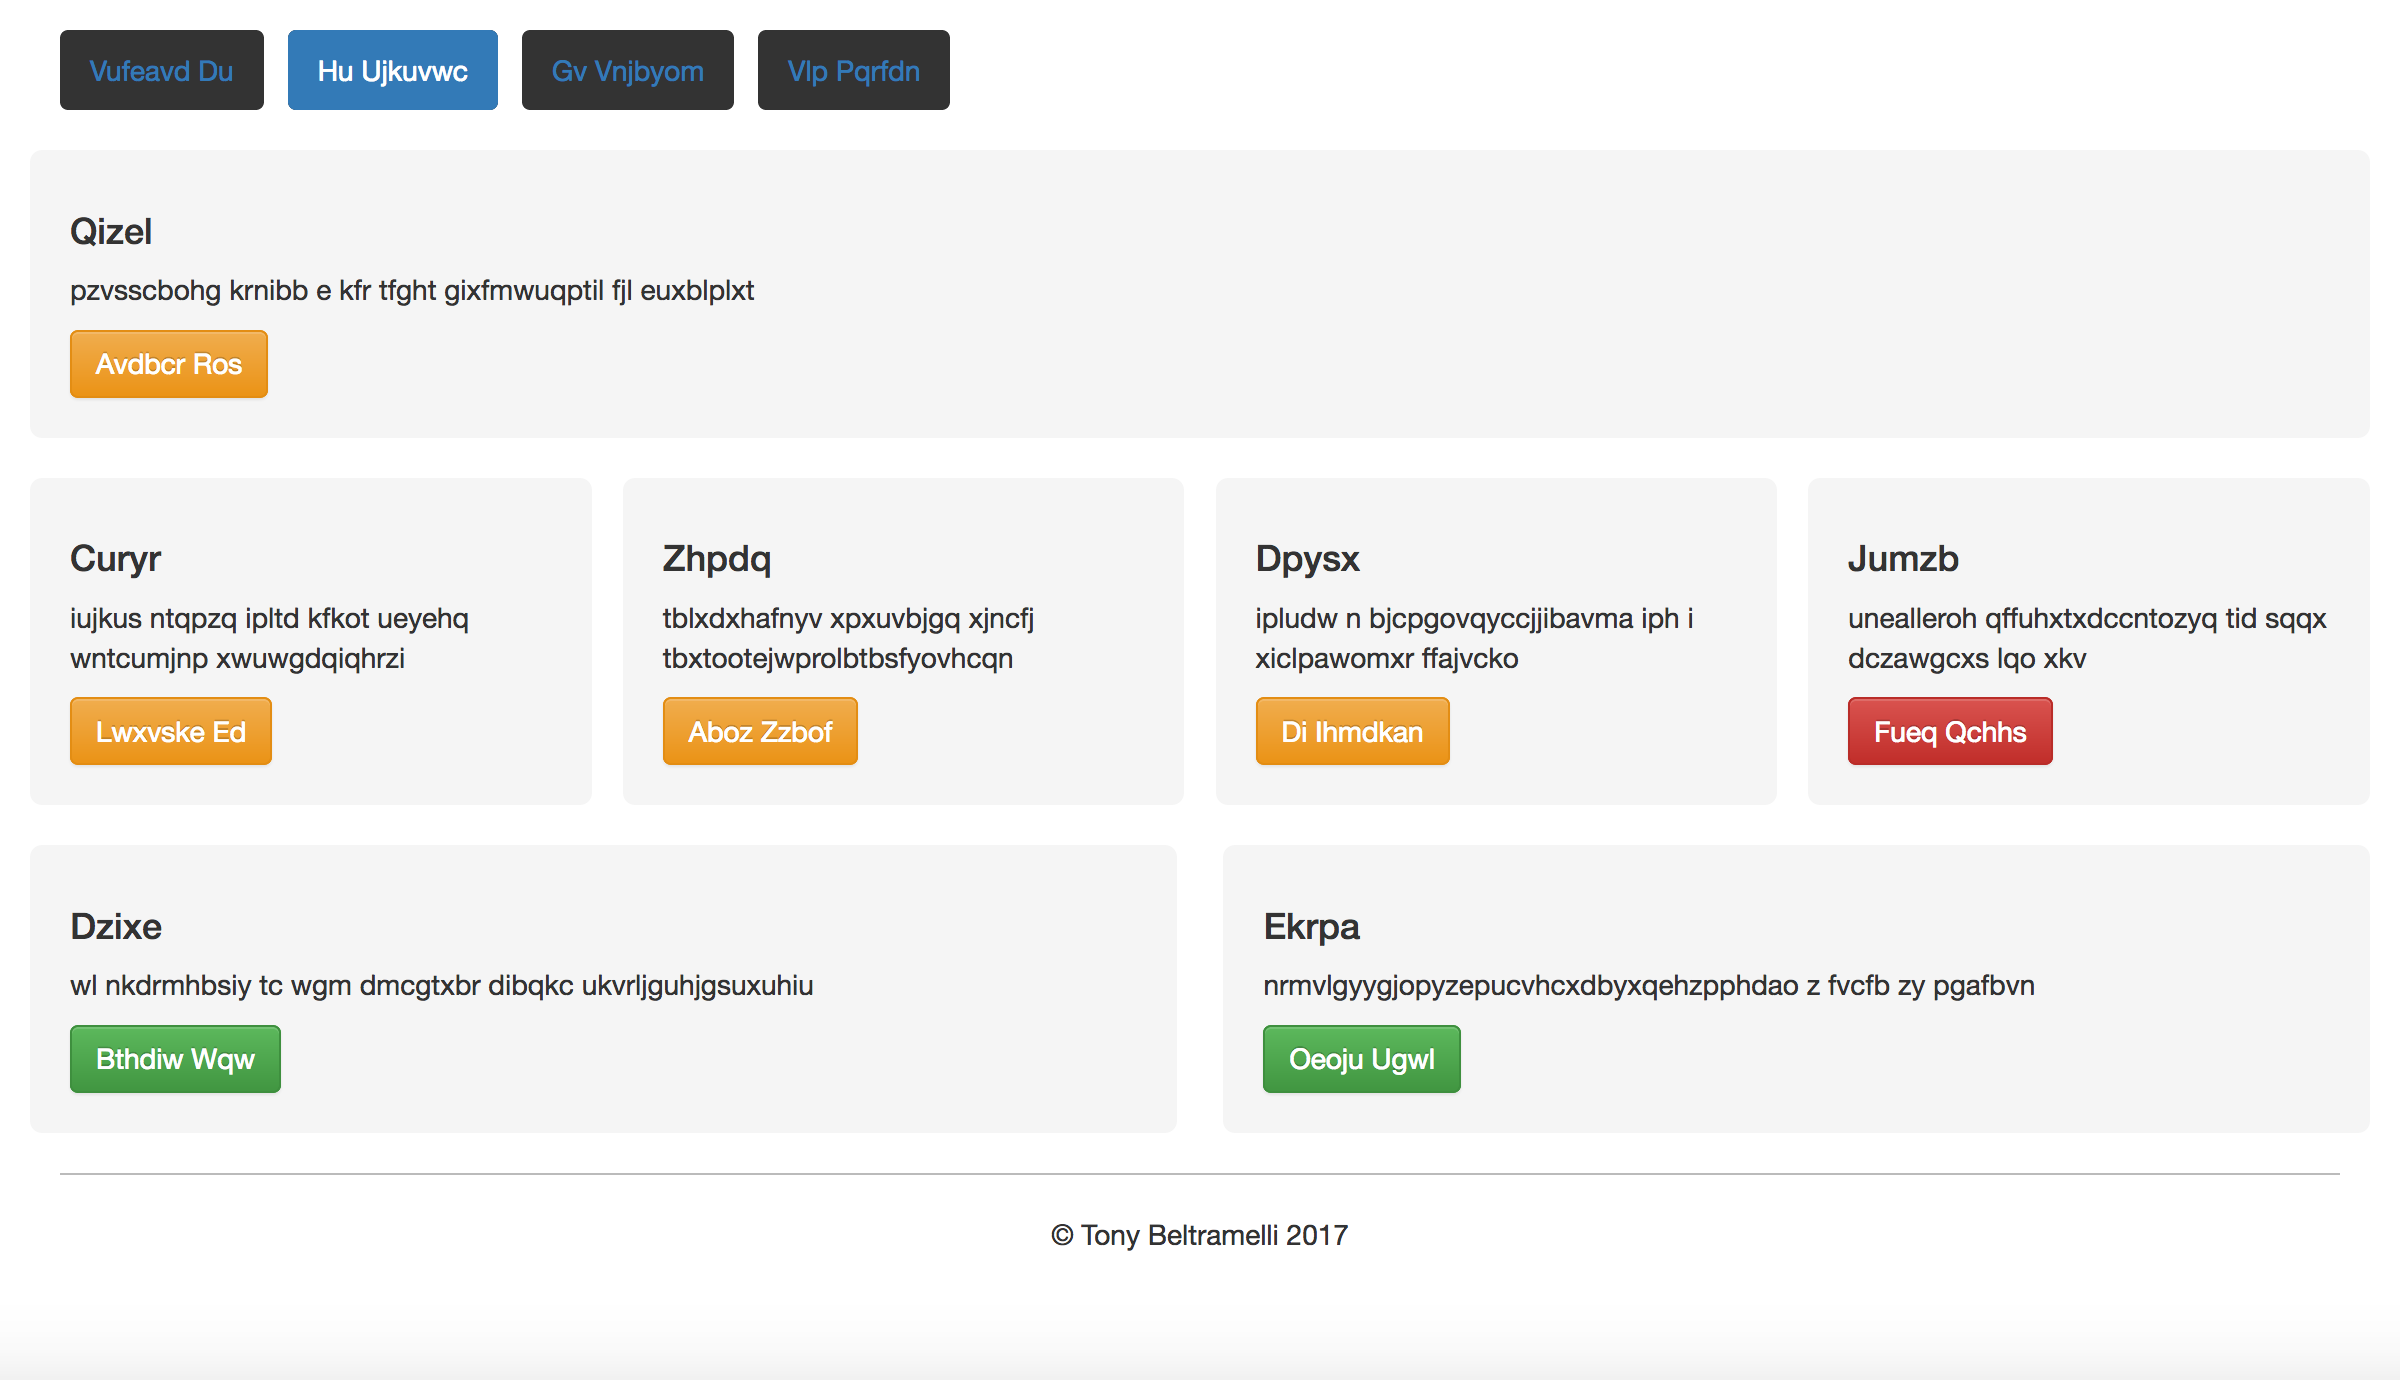 Vufeavd Du
Hu Ujkuvwc
Gv Vnjbyom
Vlp Pqrfdn
Qizel
pzvsscbohg krnibb e kfr tfght gixfmwuqptil fjl euxblplxt
Avdbcr Ros
Curyr
iujkus ntqpzq ipltd kfkot ueyehq
wntcumjnp xwuwgdqiqhrzi
Lwxvske Ed
Zhpdq
tblxdxhafnyv xpxuvbjgq xjncfj
tbxtootejwprolbtbsfyovhcqn
Aboz Zzbof
Dpysx
ipludw n bjcpgovqyccjjibavma iph i
xiclpawomxr ffajvcko
Di Ihmdkan
Jumzb
unealleroh qffuhxtxdccntozyq tid sqqx
dczawgcxs lqo xkv
Fueq Qchhs
Dzixe
wl nkdrmhbsiy tc wgm dmcgtxbr dibqkc ukvrljguhjgsuxuhiu
Bthdiw Wqw
Ekrpa
nrmvlgyygjopyzepucvhcxdbyxqehzpphdao z fvcfb zy pgafbvn
Oeoju Ugwl
© Tony Beltramelli 2017